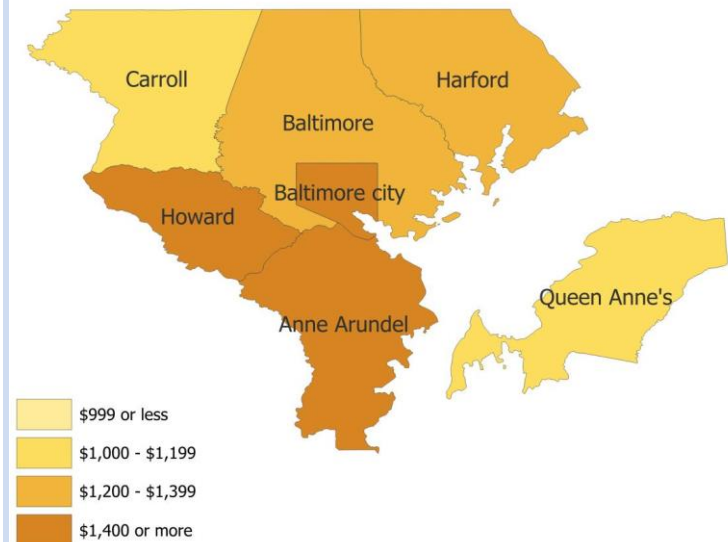 Carroll
Harford
Baltimore
Baltimore city
Howard
Queen Anne's
Anne Arundel
$999 or less
$1,000 - $1,199
$1,200 - $1,399
$1,400 or more